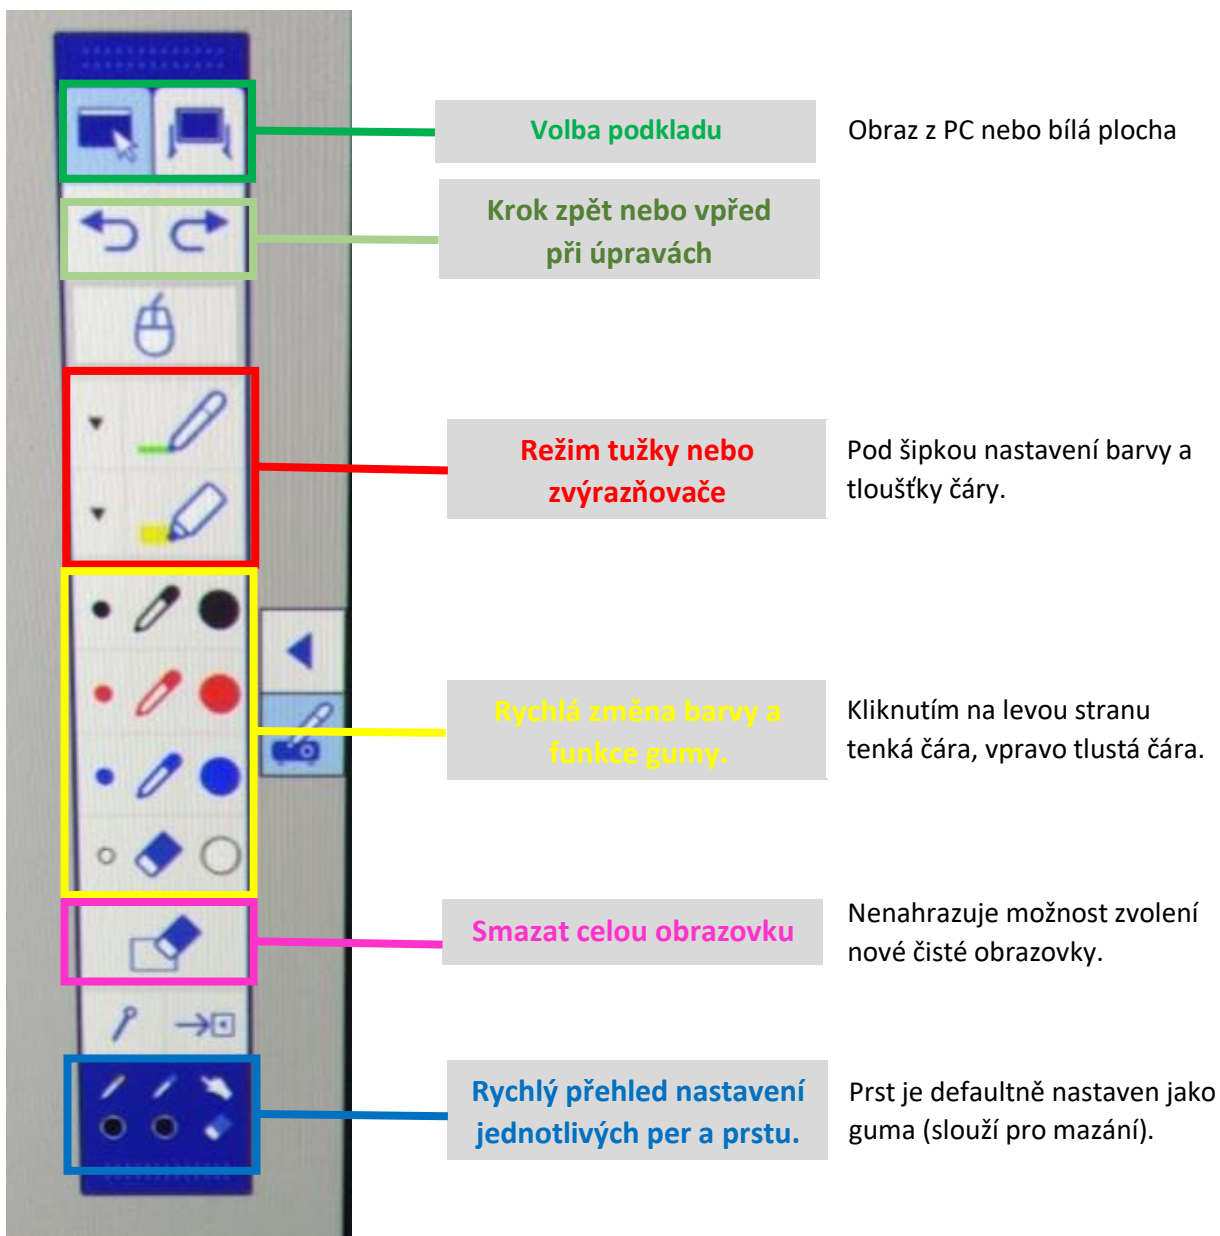 Volba podkladu
Obraz z PC nebo bílá plocha
Krok zpět nebo vpřed
při úpravách
Režim tužky nebo
zvýrazňovače
Pod šipkou nastavení barvy a
tloušťky čáry.
Rychlá změna barvy a
funkce gumy.
Kliknutím na levou stranu
tenká čára, vpravo tlustá čára.
Smazat celou obrazovku
Nenahrazuje možnost zvolení
nové čisté obrazovky.
Rychlý přehled nastavení
jednotlivých per a prstu.
Prst je defaultně nastaven jako
guma (slouží pro mazání).